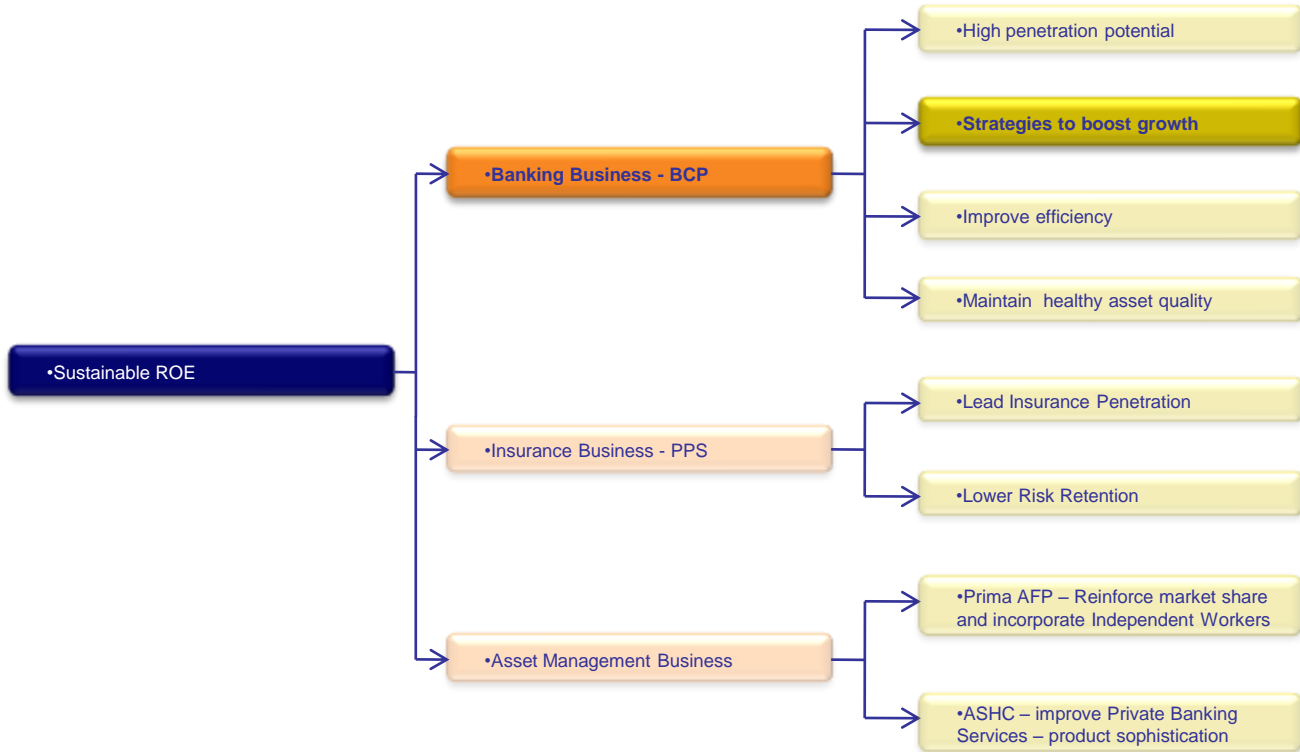 •Sustainable ROE
•Banking Business - BCP
•High penetration potential
•Strategies to boost growth
•Improve efficiency
•Maintain  healthy asset quality
•Insurance Business - PPS
•Lead Insurance Penetration
•Lower Risk Retention
•Asset Management Business
•Prima AFP – Reinforce market share
and incorporate Independent Workers
•ASHC – improve Private Banking
Services – product sophistication